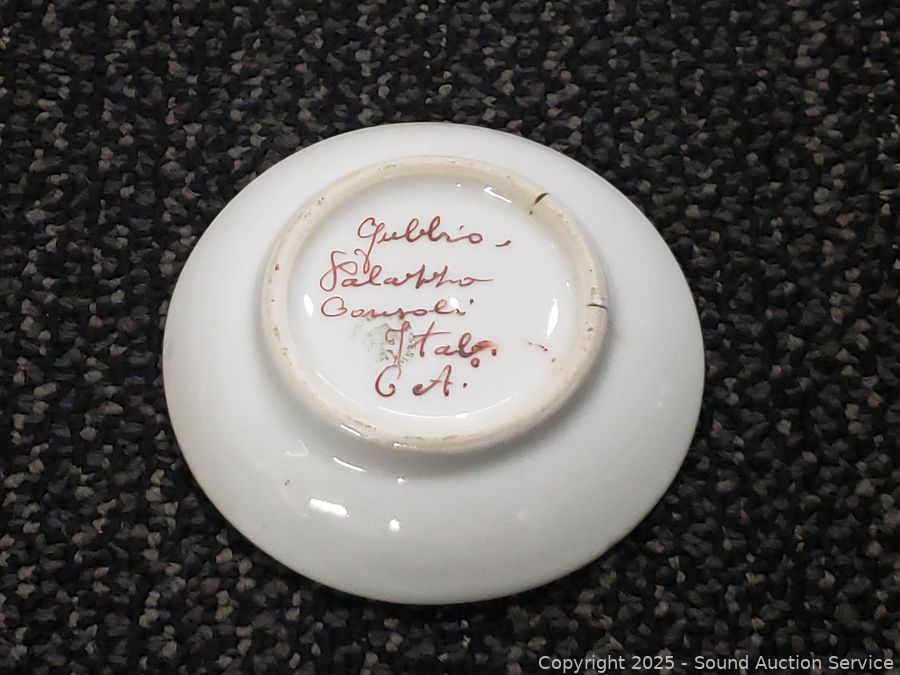 Gubbio,
Palazzo
Consoli
Italy.
C A.
Copyright 2025 - Sound Auction Service